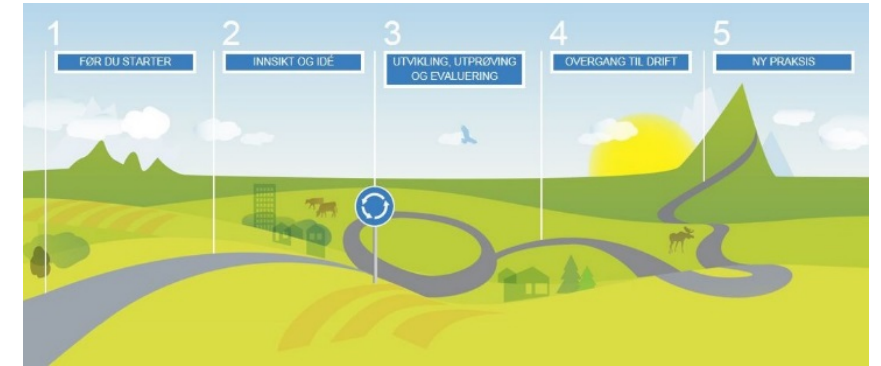 1
FØR DU STARTER
2
INNSIKT OG IDÉ
3
UTVIKLING, UTPRØVING
OG EVALUERING
4
OVERGANG TIL DRIFT
5
NY PRAKSIS